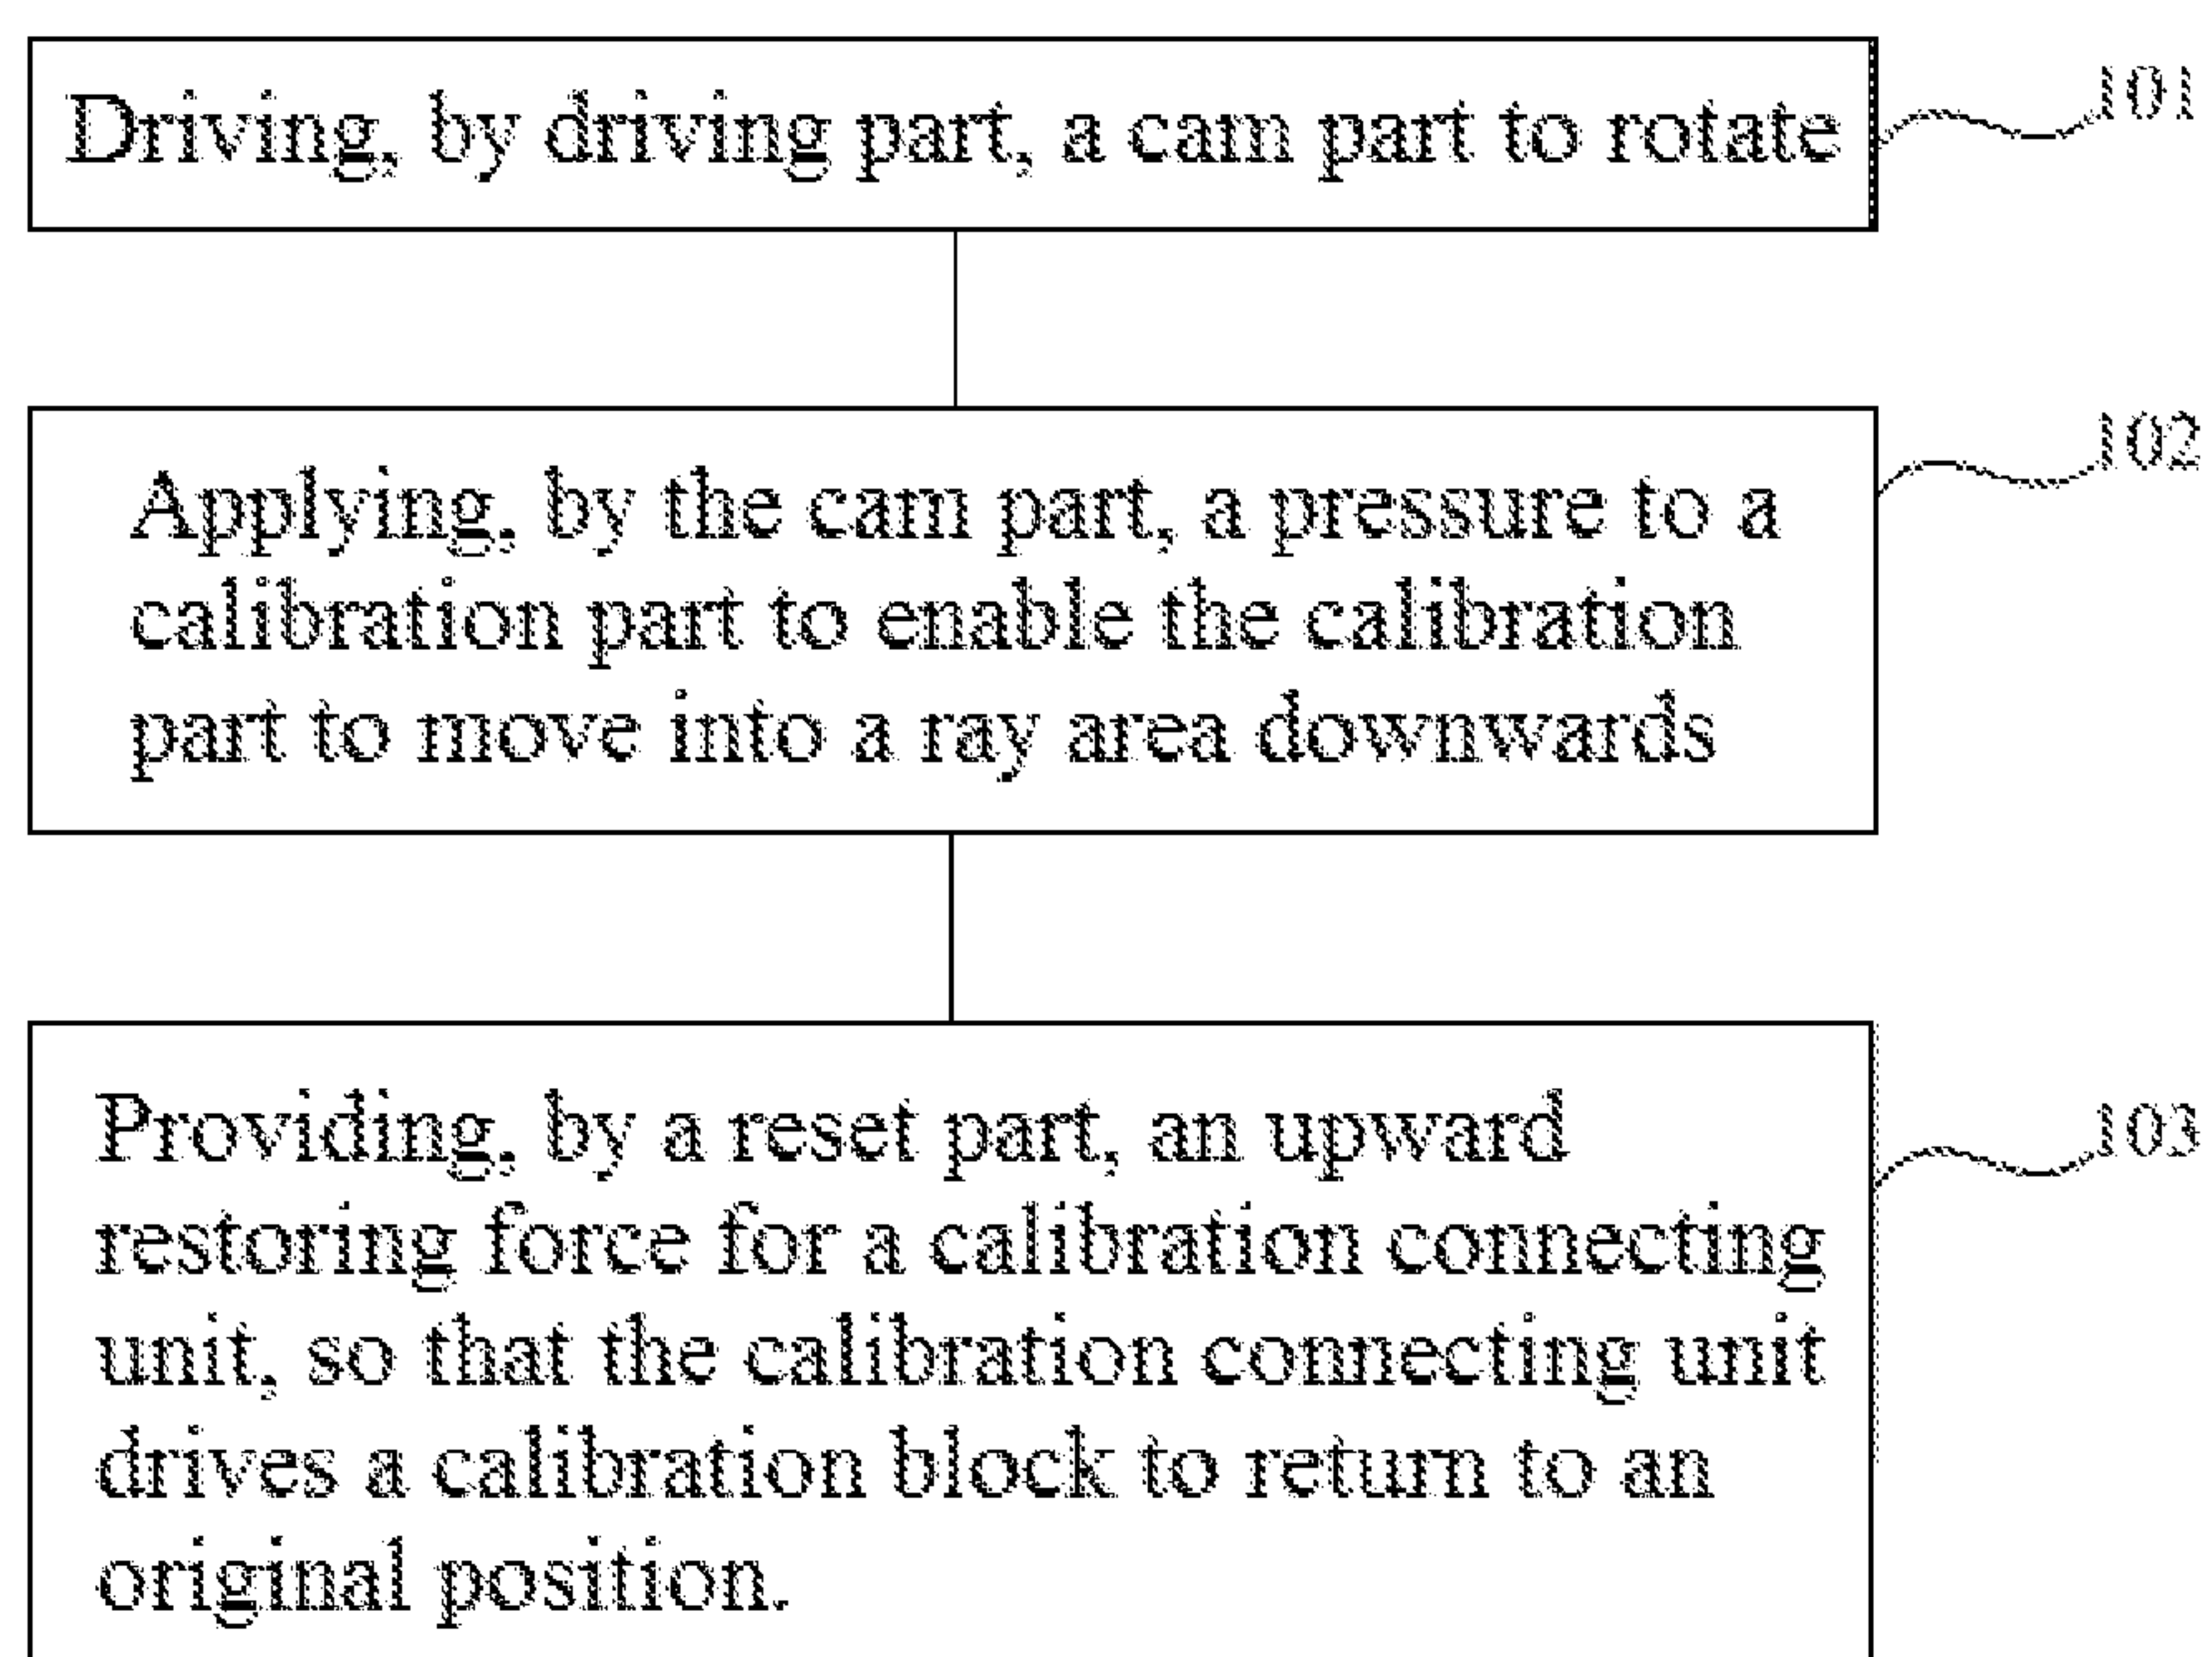 Driving, by driving part, a cam part to rotate
101
Applying, by the cam part, a pressure to a
calibration part to enable the calibration
part to move into a ray area downwards
102
Providing, by a reset part, an upward
restoring force for a calibration connecting
unit, so that the calibration connecting unit
drives a calibration block to return to an
original position.
103